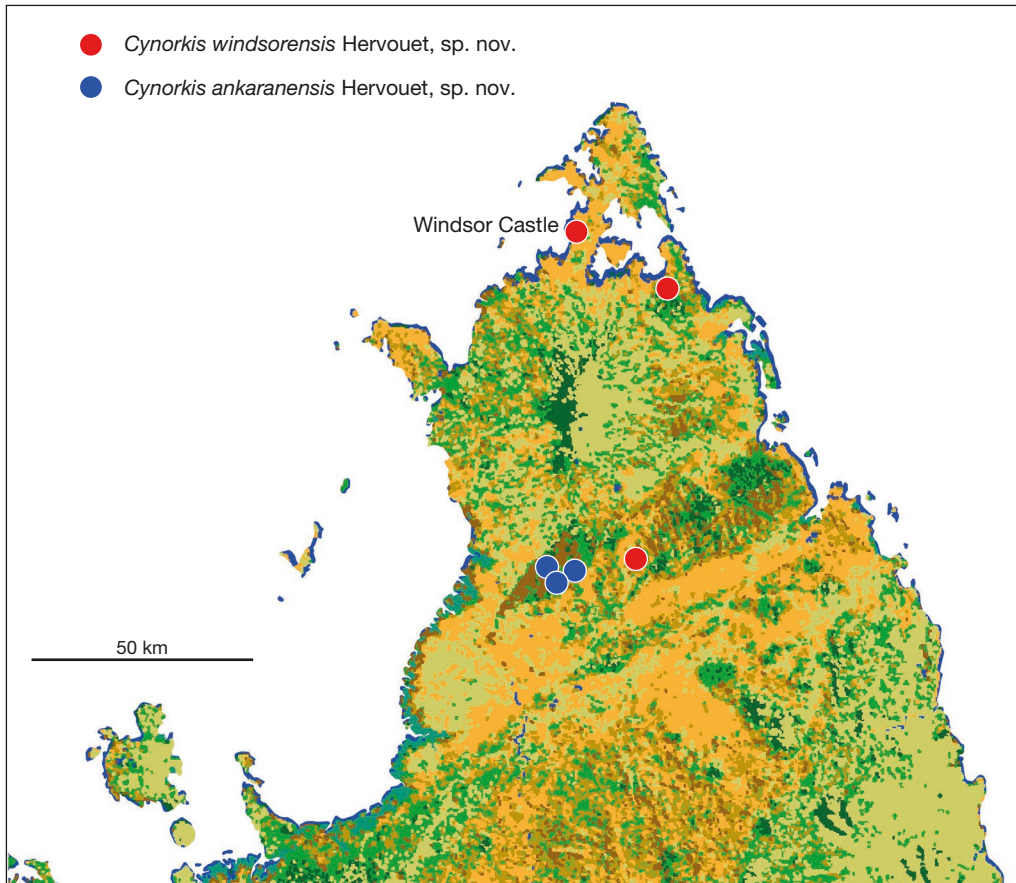 Cynorkis windsorensis Hervouet, sp. nov.
Cynorkis ankaranensis Hervouet, sp. nov.
Windsor Castle
50 km